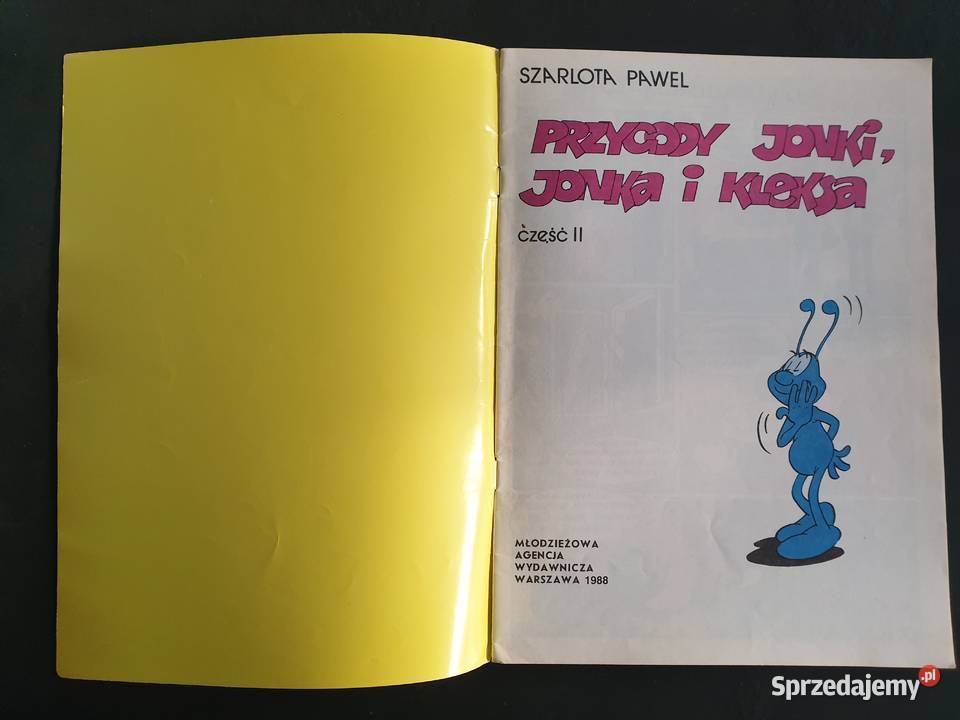 SZARLOTA PAWEL
PRZYGODY JONKI,
JONKA i KLEKSA
część II
MŁODZIEŻOWA
AGENCJA
WYDAWNICZA
WARSZAWA 1988
Sprzedajemy.pl